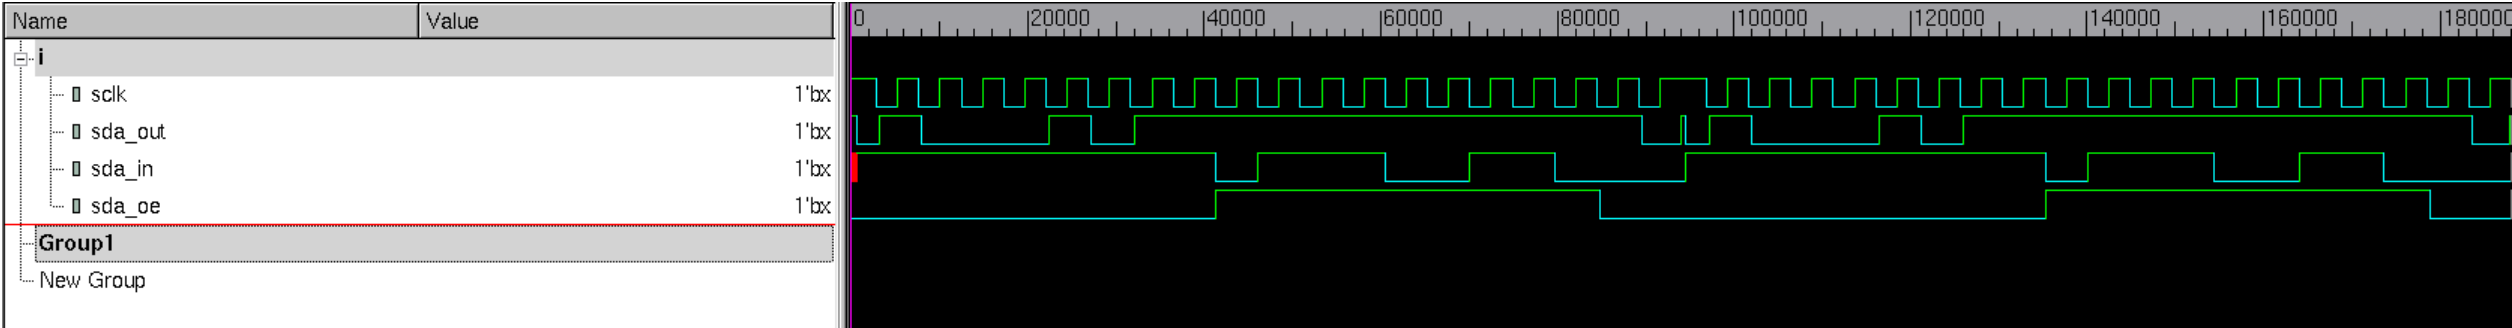 Name Value 0 20000 40000 60000 80000 100000 120000 140000 160000 180000
i
sclk 1'bx
sda_out 1'bx
sda_in 1'bx
sda_oe 1'bx
Group1
New Group